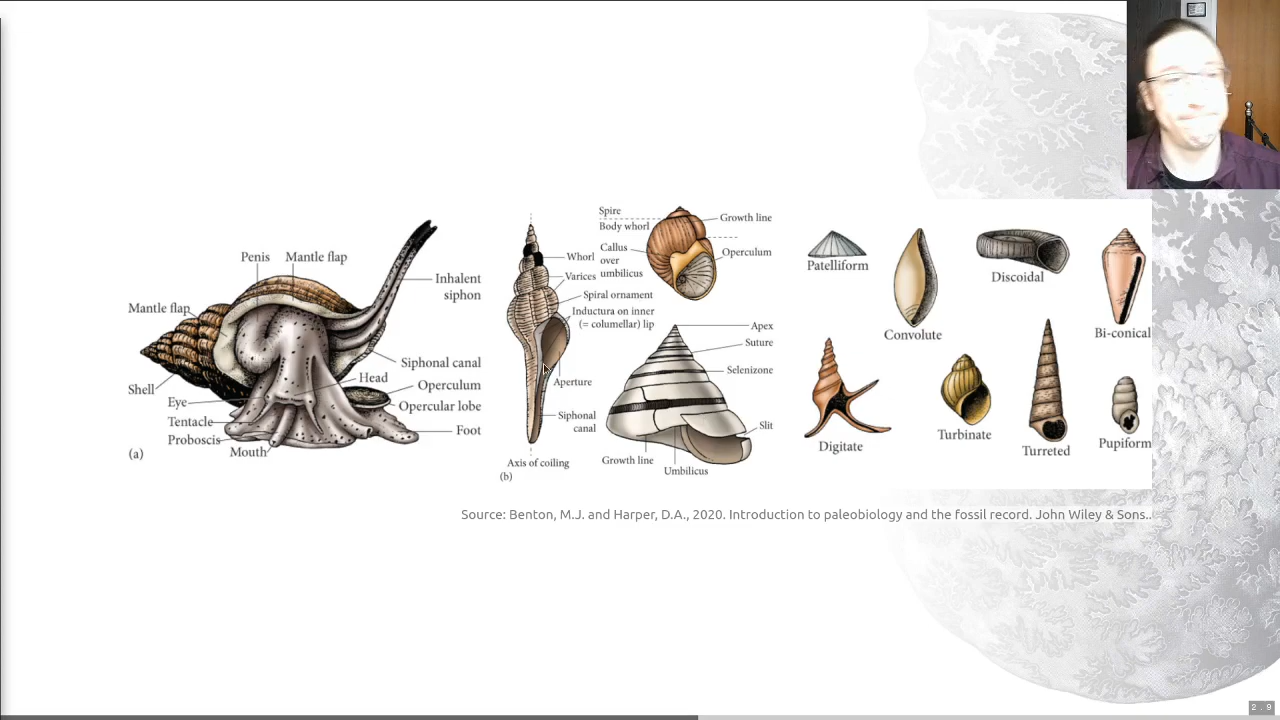 Penis
Mantle flap
Mantle flap
Inhalent
siphon
Shell
Siphonal canal
Head
Operculum
Eye
Opercular lobe
Tentacle
Foot
Proboscis
Mouth
(a)
Whorl
Varices
Spiral ornament
Inductura on inner
(= columellar) lip
Aperture
Siphonal
canal
Axis of coiling
(b)
Spire
Body whorl
Growth line
Callus
over
umbilicus
Operculum
Apex
Suture
Selenizone
Slit
Growth line
Umbilicus
Patelliform
Convolute
Discoidal
Bi-conical
Digitate
Turbinate
Turreted
Pupiform
Source: Benton, M.J. and Harper, D.A., 2020. Introduction to paleobiology and the fossil record. John Wiley & Sons..
2 . 9